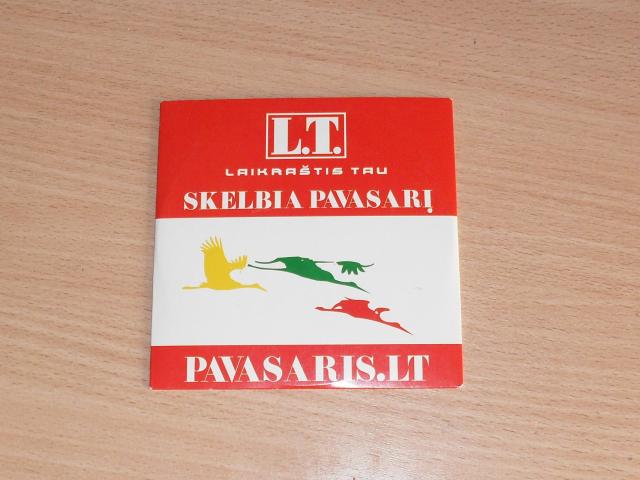 L.T.
LAIKRAŠTIS TAU
SKELBIA PAVASARĮ
PAVASARIS.LT